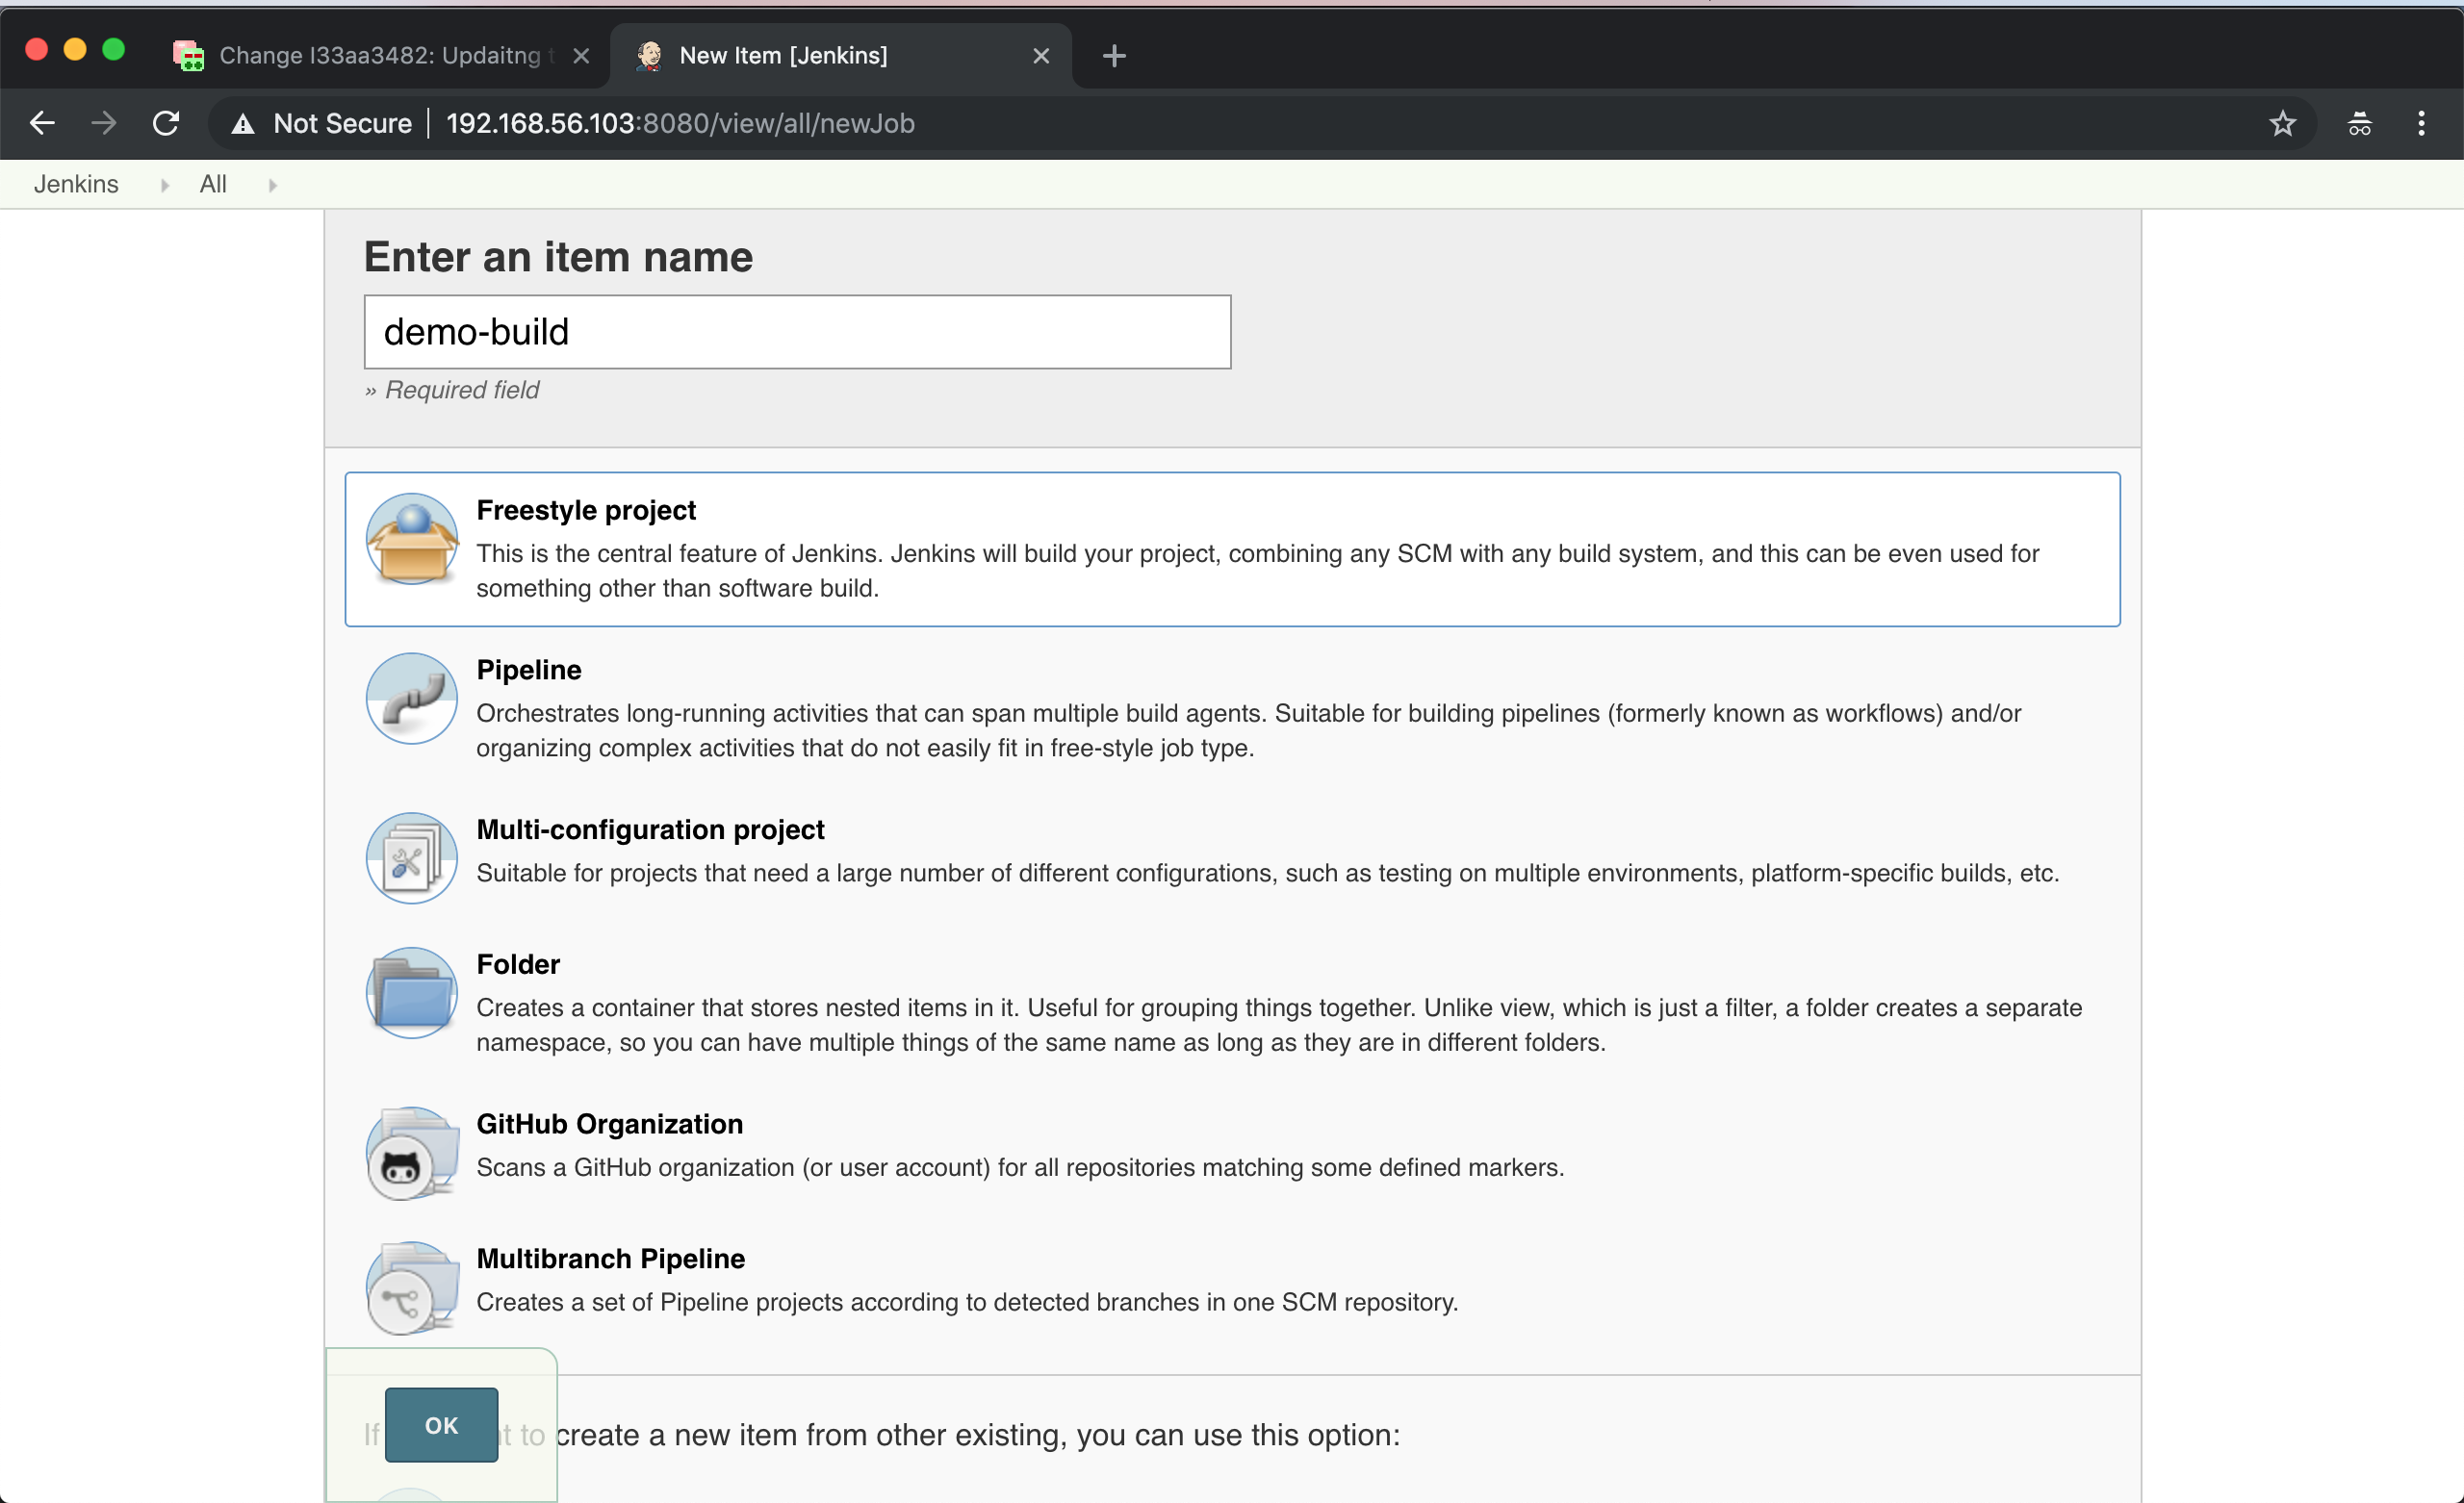 Change I33aa3482: Updaitng t
New Item [Jenkins]
Not Secure | 192.168.56.103:8080/view/all/newJob
Jenkins All
Enter an item name
demo-build
» Required field
Freestyle project
This is the central feature of Jenkins. Jenkins will build your project, combining any SCM with any build system, and this can be even used for
something other than software build.
Pipeline
Orchestrates long-running activities that can span multiple build agents. Suitable for building pipelines (formerly known as workflows) and/or
organizing complex activities that do not easily fit in free-style job type.
Multi-configuration project
Suitable for projects that need a large number of different configurations, such as testing on multiple environments, platform-specific builds, etc.
Folder
Creates a container that stores nested items in it. Useful for grouping things together. Unlike view, which is just a filter, a folder creates a separate
namespace, so you can have multiple things of the same name as long as they are in different folders.
GitHub Organization
Scans a GitHub organization (or user account) for all repositories matching some defined markers.
Multibranch Pipeline
Creates a set of Pipeline projects according to detected branches in one SCM repository.
OK
If to create a new item from other existing, you can use this option: